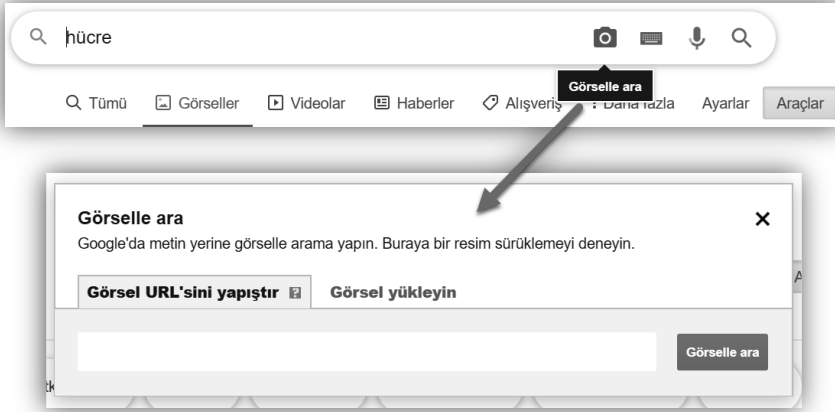 hücre
Görselle ara
Tümü Görseller Videolar Haberler Alışveriş Daha fazla Ayarlar Araçlar
Görselle ara
Google'da metin yerine görselle arama yapın. Buraya bir resim sürüklemeyi deneyin.
Görsel URL'sini yapıştır ? Görsel yükleyin
Görselle ara